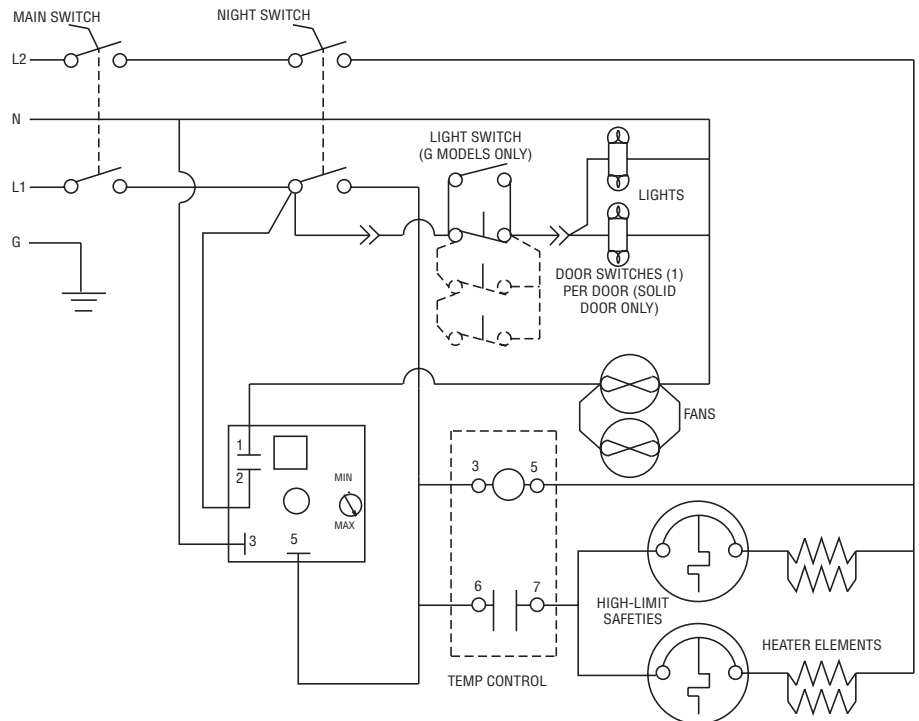 MAIN SWITCH
NIGHT SWITCH
L2
N
LIGHT SWITCH
(G MODELS ONLY)
L1
LIGHTS
G
DOOR SWITCHES (1)
PER DOOR (SOLID
DOOR ONLY)
FANS
1
2
MIN
MAX
3
5
3
5
6
7
HIGH-LIMIT
SAFETIES
HEATER ELEMENTS
TEMP CONTROL